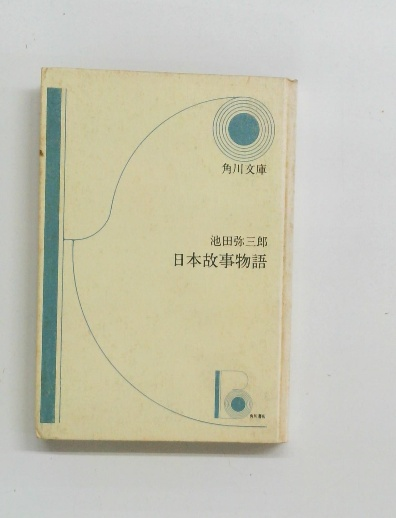 角川文庫
池田弥三郎
日本故事物語